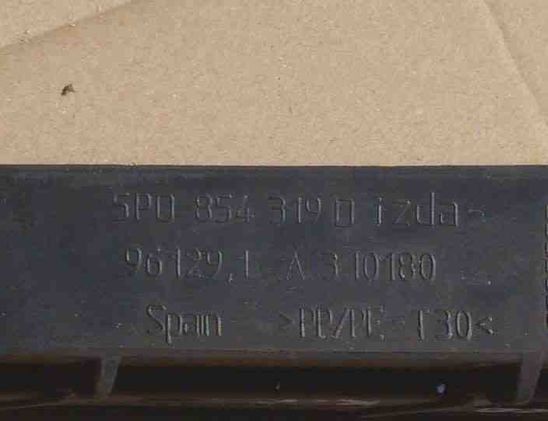 5P0 854 319 D izda-
96129,1 A 310180
Spain >PP/PE-T30<